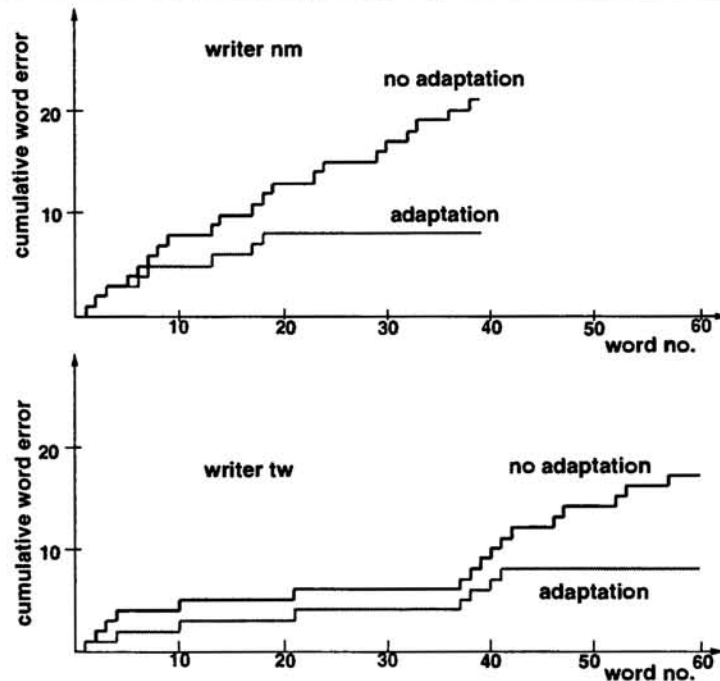 writer nm
no adaptation
20
cumulative word error
adaptation
10
10 20 30 40 50 60
word no.
20
cumulative word error
writer tw
no adaptation
10
adaptation
10 20 30 40 50 60
word no.